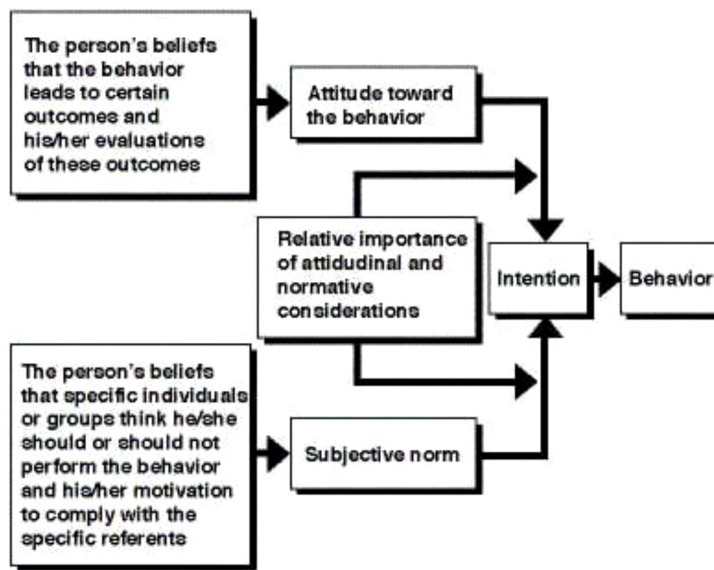 The person's beliefs
that the behavior
leads to certain
outcomes and
his/her evaluations
of these outcomes
Attitude toward
the behavior
Relative importance
of attidudinal and
normative
considerations
Intention
Behavior
The person's beliefs
that specific individuals
or groups think he/she
should or should not
perform the behavior
and his/her motivation
to comply with the
specific referents
Subjective norm